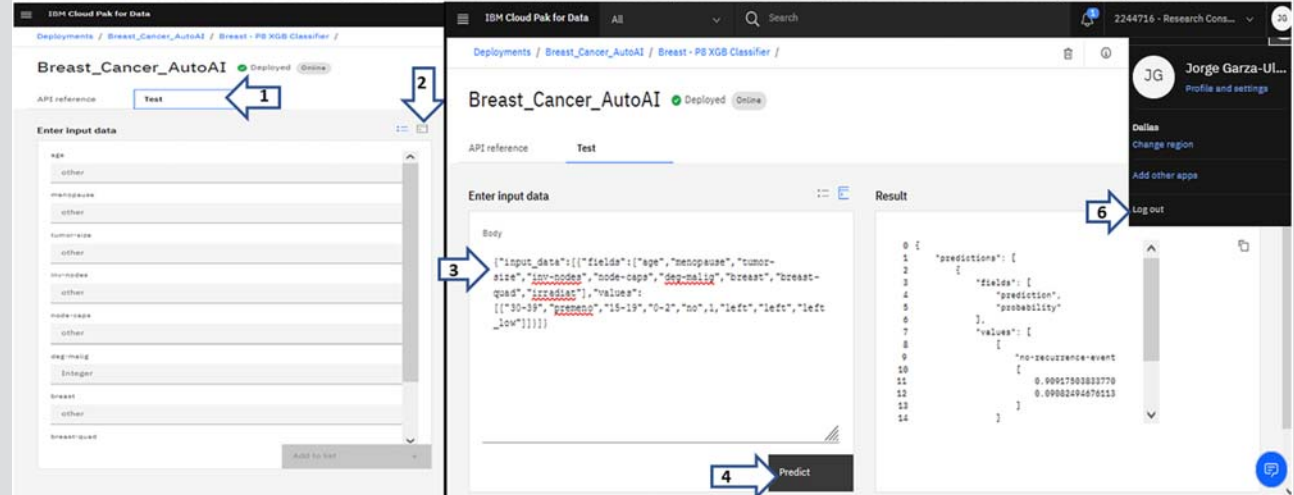 IBM Cloud Pak for Data
Deployments / Breast_Cancer_AutoAI / Breast - P8 XGB Classifier /
Breast_Cancer_AutoAI Deployed Online
API reference Test
1
2
Enter input data
age
other
menopause
other
tumor-size
other
inv-nodes
other
node-caps
other
deg-malig
Integer
breast
other
breast-quad
Add to list +
IBM Cloud Pak for Data All Search 1 2244716 - Research Cons... JG
Deployments / Breast_Cancer_AutoAI / Breast - P8 XGB Classifier /
Breast_Cancer_AutoAI Deployed Online
API reference Test
Enter input data
Body
3
{"input_data":[{"fields":["age","menopause","tumor-
size","inv-nodes","node-caps","deg-malig","breast","breast-
quad","irradiat"],"values":
[["30-39","premeno","15-19","0-2","no",1,"left","left","left
_low"]]}]}
4
Predict
JG
Jorge Garza-Ul...
Profile and settings
Dallas
Change region
Add other apps
6
Log out
Result
0 {
1 "predictions": [
2 {
3 "fields": [
4 "prediction",
5 "probability"
6 ],
7 "values": [
8 [
9 "no-recurrence-event
10 [
11 0.90917503833770
12 0.09082494676113
13 ]
14 ]